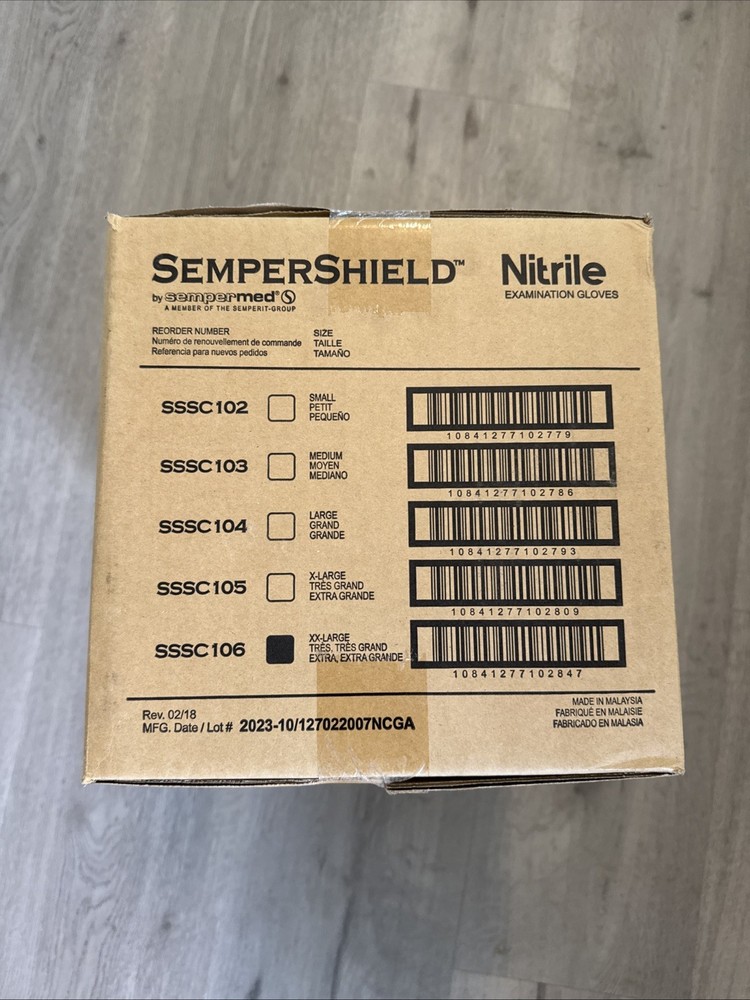 SEMPERSHIELD™
Nitrile
EXAMINATION GLOVES
by sempermed®
A MEMBER OF THE SEMPERIT-GROUP
REORDER NUMBER
Numéro de renouvellement de commande
Referencia para nuevos pedidos
SIZE
TAILLE
TAMAÑO
SSSC102
SMALL
PETIT
PEQUEÑO
10841277102779
SSSC103
MEDIUM
MOYEN
MEDIANO
10841277102786
SSSC104
LARGE
GRAND
GRANDE
10841277102793
SSSC105
X-LARGE
TRÈS GRAND
EXTRA GRANDE
10841277102809
SSSC106
XX-LARGE
TRÈS, TRÈS GRAND
EXTRA, EXTRA GRANDE
10841277102847
Rev. 02/18
MFG. Date / Lot # 2023-10/127022007NCGA
MADE IN MALAYSIA
FABRIQUÉ EN MALAISIE
FABRICADO EN MALASIA